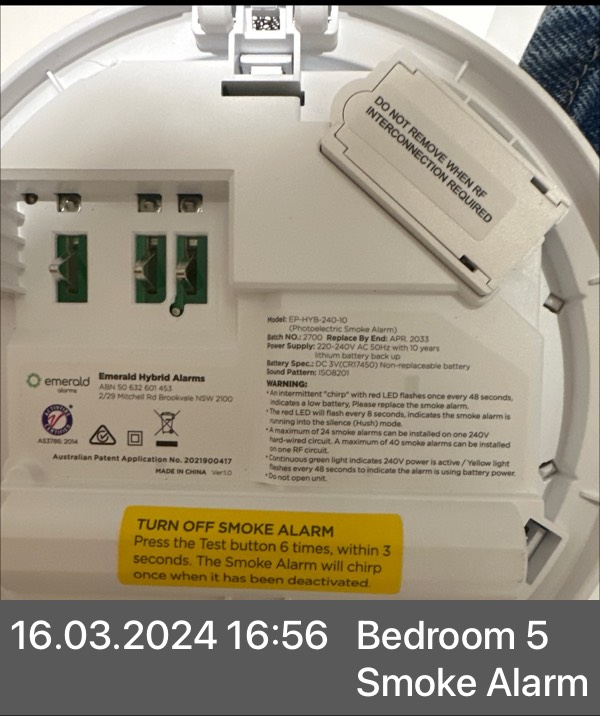 DO NOT REMOVE WHEN RF
INTERCONNECTION REQUIRED
Model: EP-HYB-240-10
(Photoelectric Smoke Alarm)
Batch NO.: 2700 Replace By End: APR. 2033
Power Supply: 220-240V AC 50Hz with 10 years
lithium battery back up
Battery Spec.: DC 3V(CR17450) Non-replaceable battery
Sound Pattern: ISO8201
WARNING:
• An intermittent "chirp" with red LED flashes once every 48 seconds,
indicates a low battery, Please replace the smoke alarm.
• The red LED will flash every 8 seconds, indicates the smoke alarm is
running into the silence (Hush) mode.
• A maximum of 24 smoke alarms can be installed on one 240V
hard-wired circuit. A maximum of 40 smoke alarms can be installed
on one RF circuit.
• Continuous green light indicates 240V power is active / Yellow light
flashes every 48 seconds to indicate the alarm is using battery power.
• Do not open unit.
emerald
alarms
Emerald Hybrid Alarms
ABN 50 632 601 453
2/29 Mitchell Rd Brookvale NSW 2100
AS3786: 2014
Australian Patent Application No. 2021900417
MADE IN CHINA Ver1.0
TURN OFF SMOKE ALARM
Press the Test button 6 times, within 3
seconds. The Smoke Alarm will chirp
once when it has been deactivated.
16.03.2024 16:56 Bedroom 5
Smoke Alarm